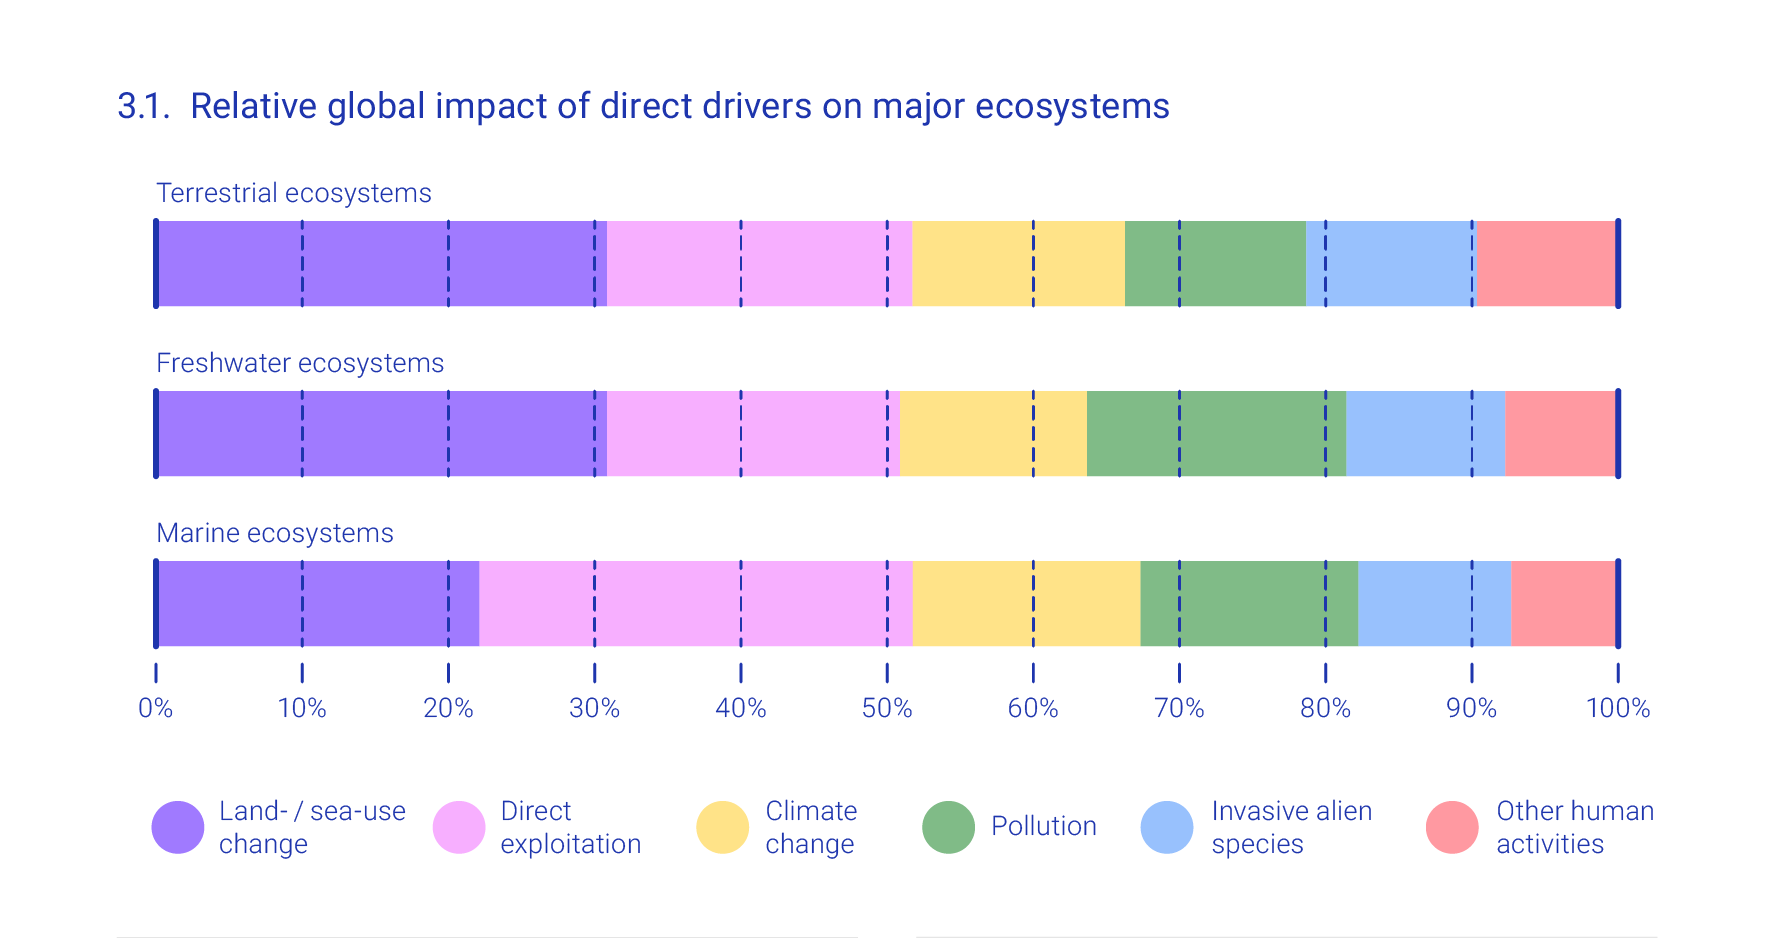 3.1. Relative global impact of direct drivers on major ecosystems
Terrestrial ecosystems
Freshwater ecosystems
Marine ecosystems
0% 10% 20% 30% 40% 50% 60% 70% 80% 90% 100%
Land- / sea-use
change
Direct
exploitation
Climate
change
Pollution
Invasive alien
species
Other human
activities